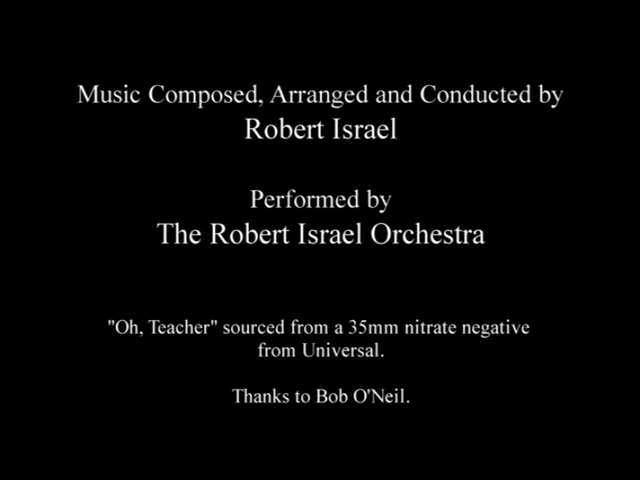 Music Composed, Arranged and Conducted by
Robert Israel
Performed by
The Robert Israel Orchestra
"Oh, Teacher" sourced from a 35mm nitrate negative
from Universal.
Thanks to Bob O'Neil.